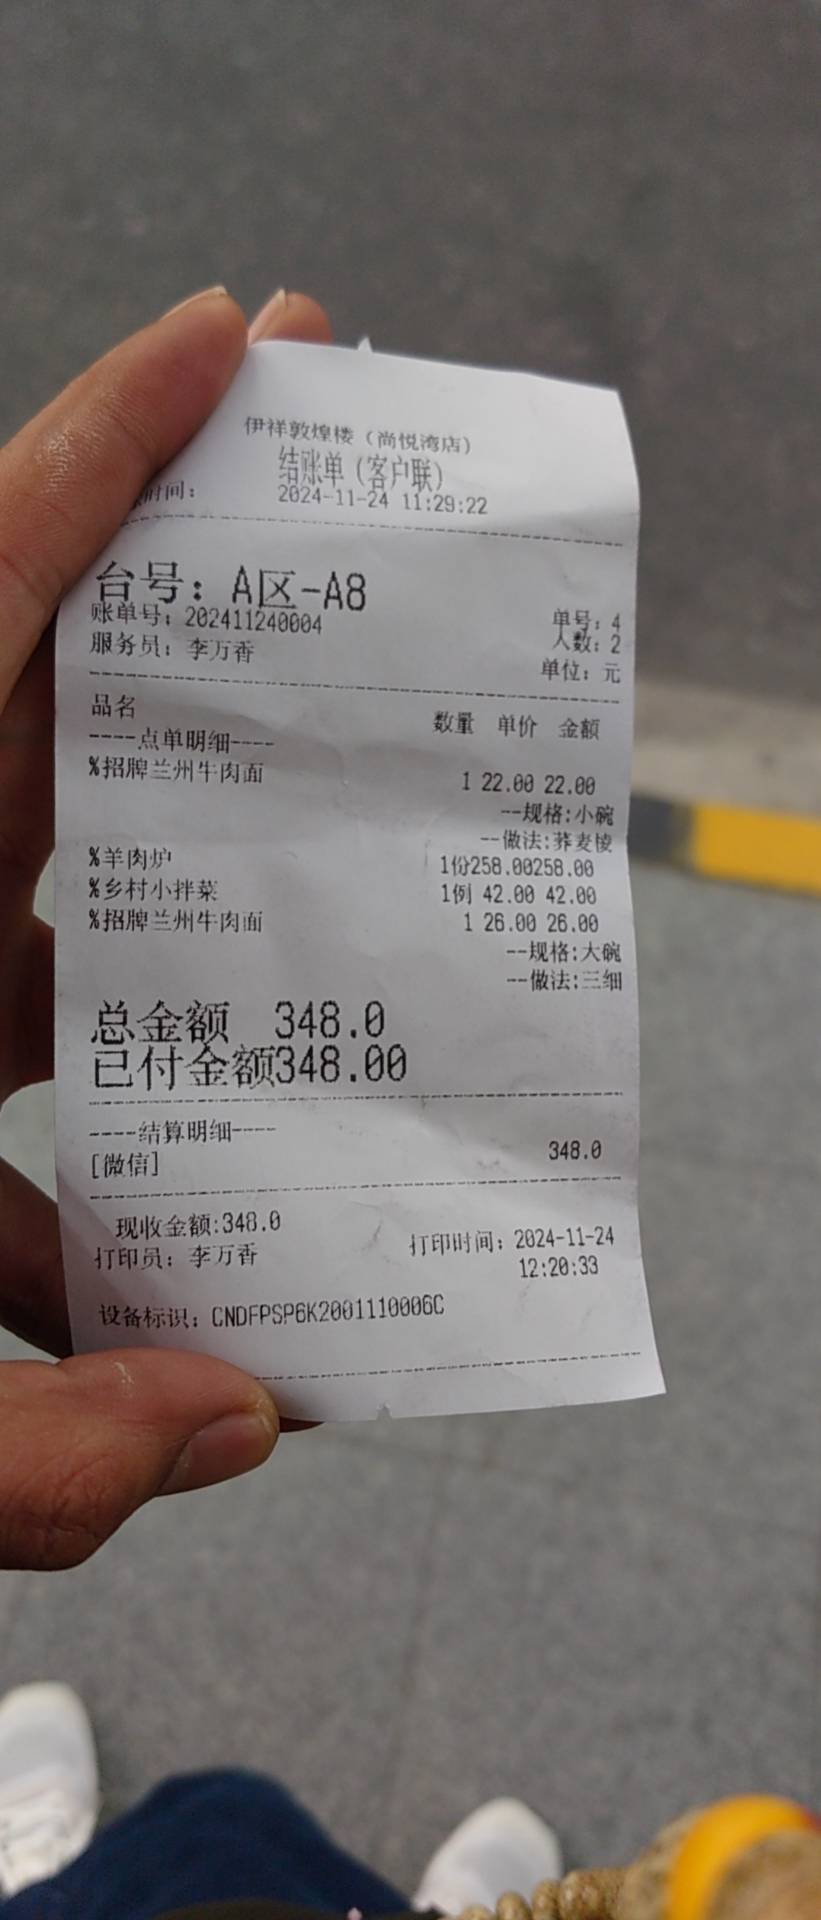 伊祥敦煌楼（尚悦湾店）
结账单（客户联）
时间： 2024-11-24 11:29:22
台号：A区-A8
账单号：202411240004 单号：4
人数：2
服务员：李万香
单位：元
品名 数量 单价 金额
----点单明细----
%招牌兰州牛肉面 1 22.00 22.00
--规格:小碗
--做法:荞麦棱
%羊肉炉 1份258.00258.00
%乡村小拌菜 1例 42.00 42.00
%招牌兰州牛肉面 1 26.00 26.00
--规格:大碗
--做法:三细
总金额 348.0
已付金额348.00
----结算明细----
[微信] 348.0
现收金额:348.0
打印员：李万香 打印时间：2024-11-24
12:20:33
设备标识：CNDFPSP6K2001110006C